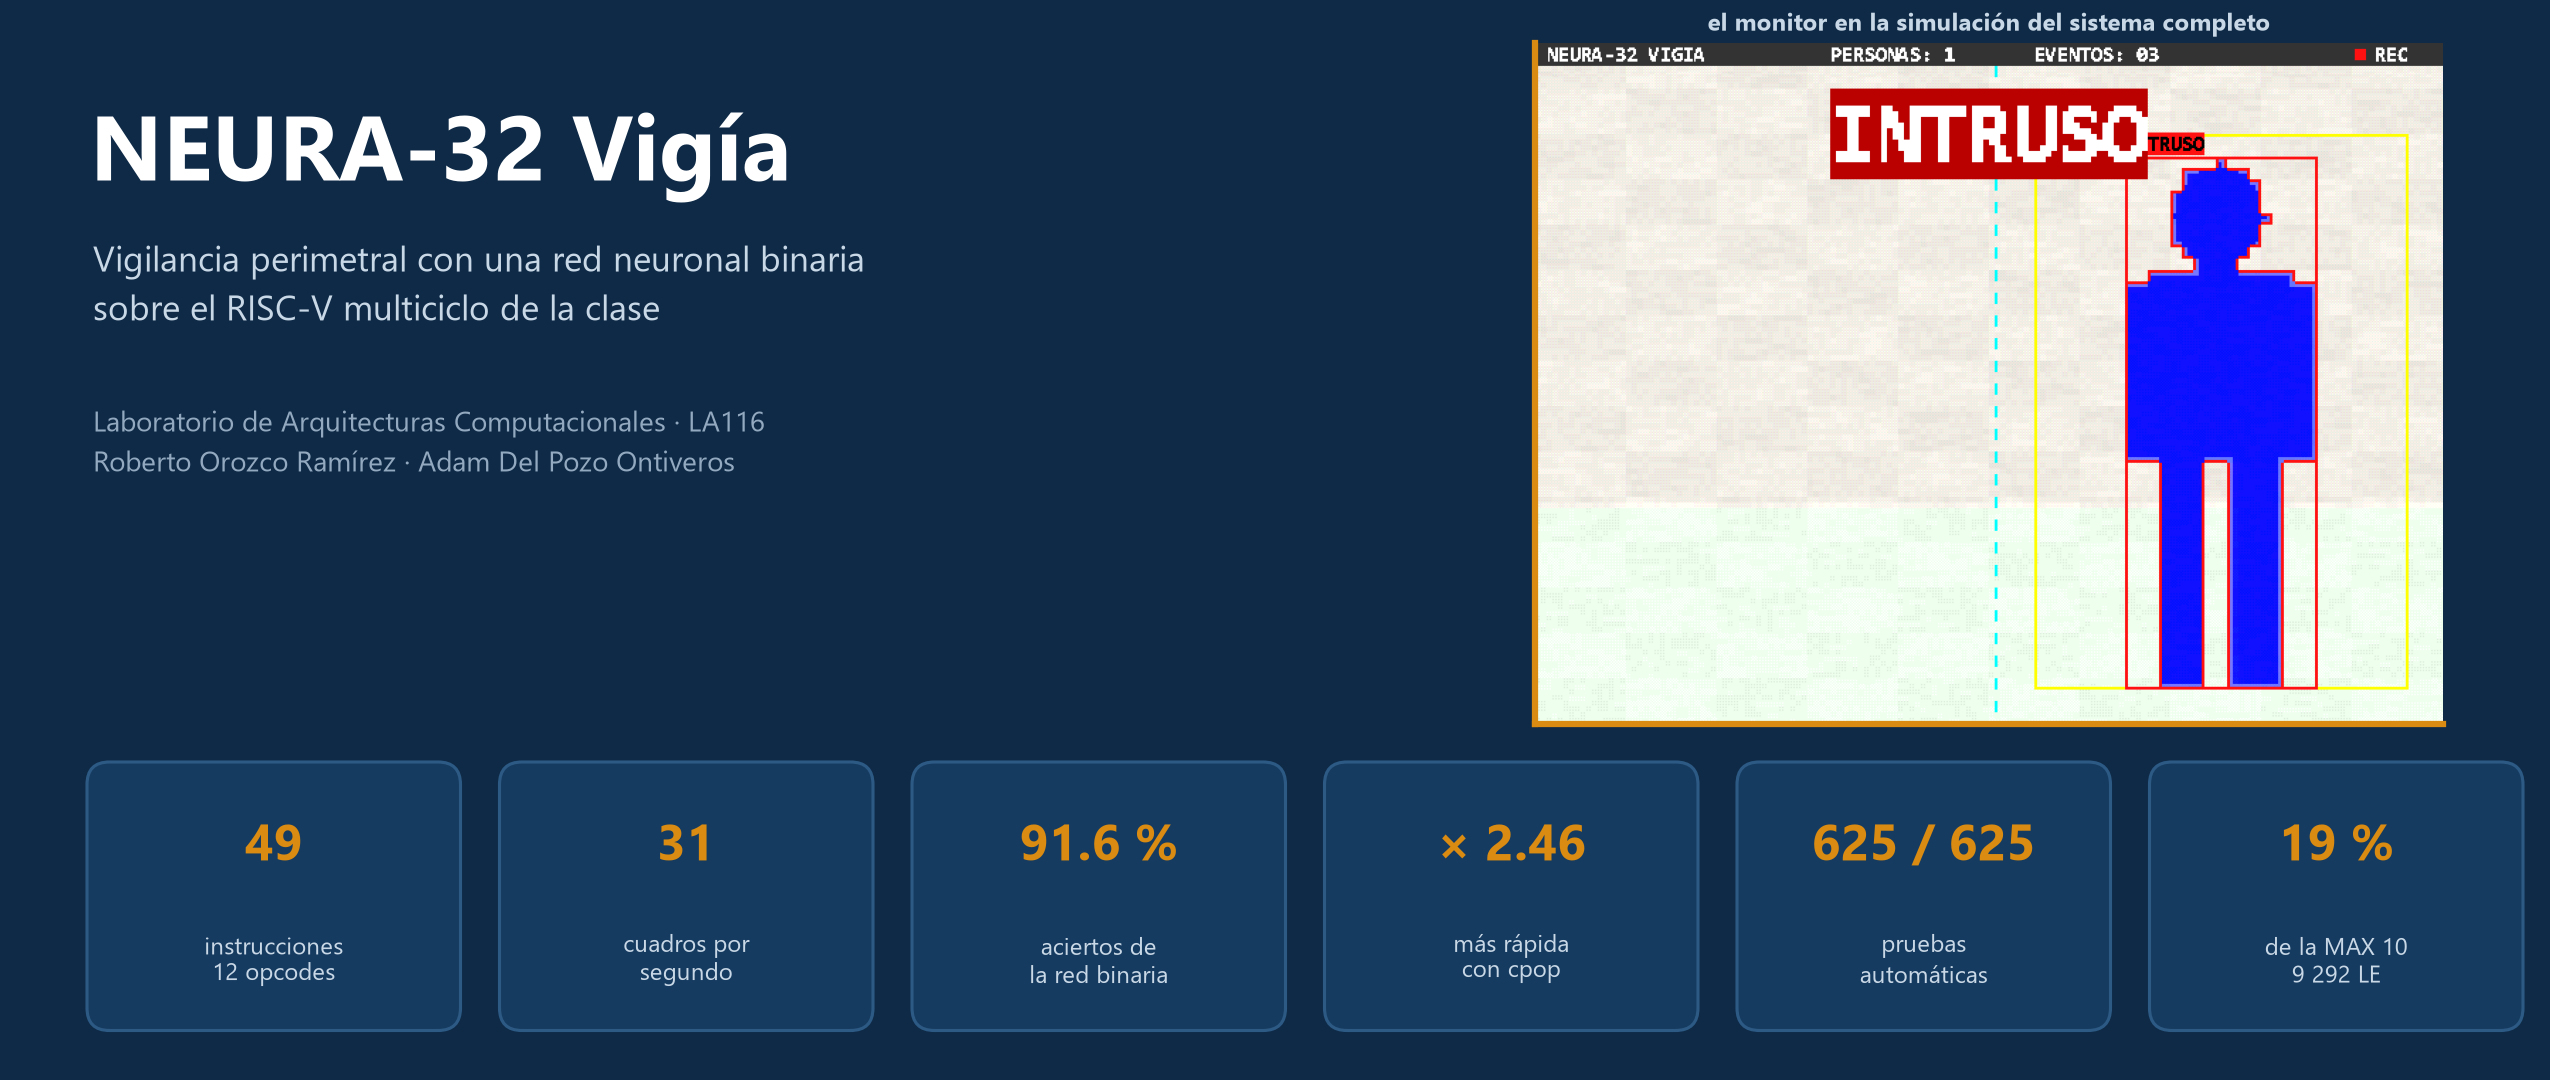 el monitor en la simulación del sistema completo
NEURA-32 VIGIA PERSONAS: 1 EVENTOS: 03 REC
INTRUSO
TRUSO
NEURA-32 Vigía
Vigilancia perimetral con una red neuronal binaria
sobre el RISC-V multiciclo de la clase
Laboratorio de Arquitecturas Computacionales · LA116
Roberto Orozco Ramírez · Adam Del Pozo Ontiveros
49
instrucciones
12 opcodes
31
cuadros por
segundo
91.6 %
aciertos de
la red binaria
× 2.46
más rápida
con cpop
625 / 625
pruebas
automáticas
19 %
de la MAX 10
9 292 LE